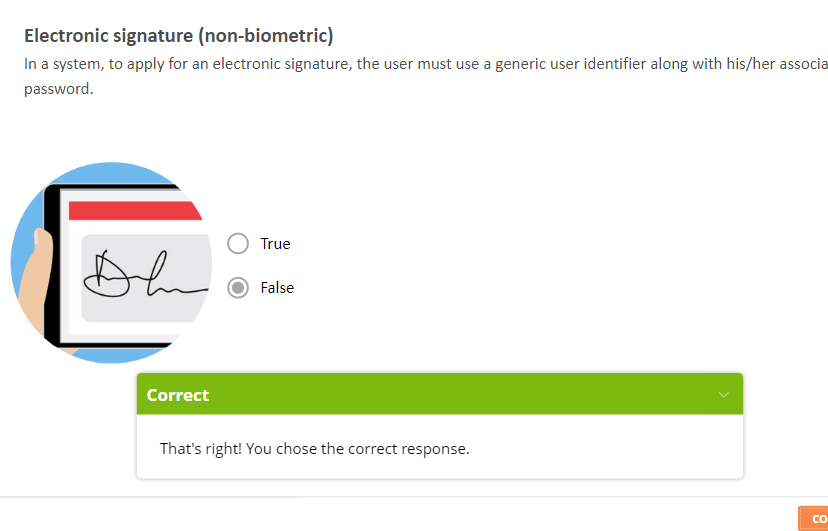 Electronic signature (non-biometric)
In a system, to apply for an electronic signature, the user must use a generic user identifier along with his/her associa
password.
True
False
Correct
That's right! You chose the correct response.
CO